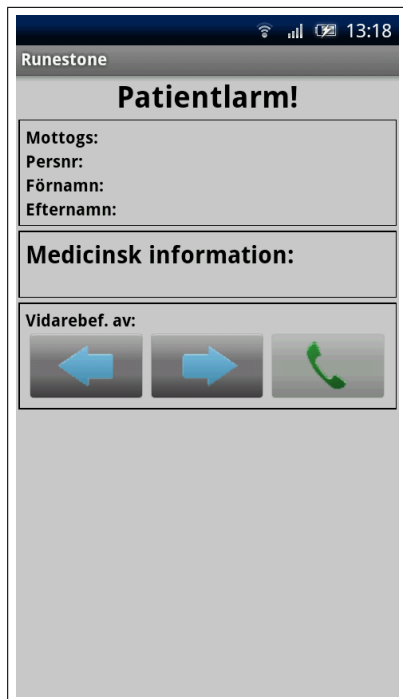 13:18
Runestone
Patientlarm!
Mottogs:
Persnr:
Förnamn:
Efternamn:
Medicinsk information:
Vidarebef. av: